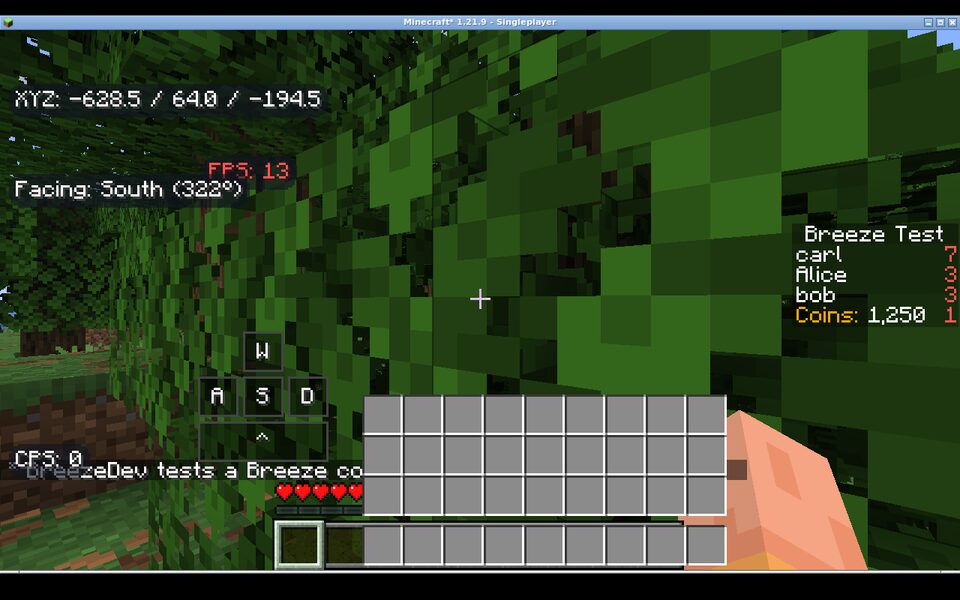 Minecraft* 1.21.9 - Singleplayer
XYZ: -628.5 / 64.0 / -194.5
FPS: 13
Facing: South (322°)
Breeze Test
carl 7
Alice 3
bob 3
Coins: 1,250 1
W
A S D
^
CPS: 0
BreezeDev tests a Breeze co